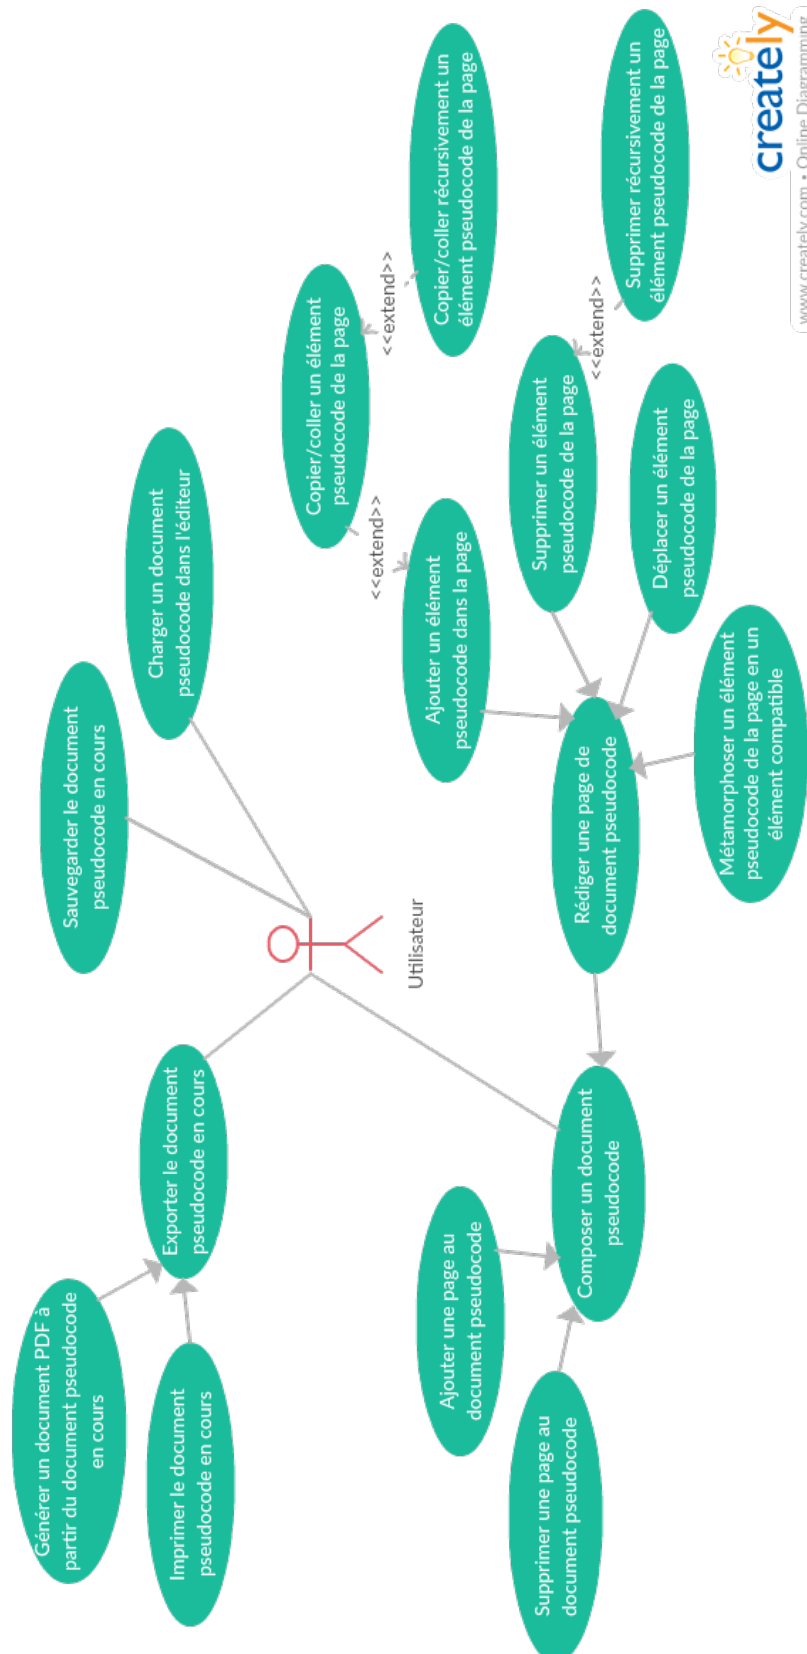 Générer un document PDF à
partir du document pseudocode
en cours
Imprimer le document
pseudocode en cours
Exporter le document
pseudocode en cours
Sauvegarder le document
pseudocode en cours
Charger un document
pseudocode dans l'éditeur
Utilisateur
Copier/coller un élément
pseudocode de la page
<<extend>>
<<extend>>
Copier/coller récursivement un
élément pseudocode de la page
Ajouter un élément
pseudocode dans la page
Supprimer un élément
pseudocode de la page
<<extend>>
Supprimer récursivement un
élément pseudocode de la page
Déplacer un élément
pseudocode de la page
Rédiger une page de
document pseudocode
Métamorphoser un élément
pseudocode de la page en un
élément compatible
Ajouter une page au
document pseudocode
Composer un document
pseudocode
Supprimer une page au
document pseudocode
creately
www.creately.com • Online Diagramming